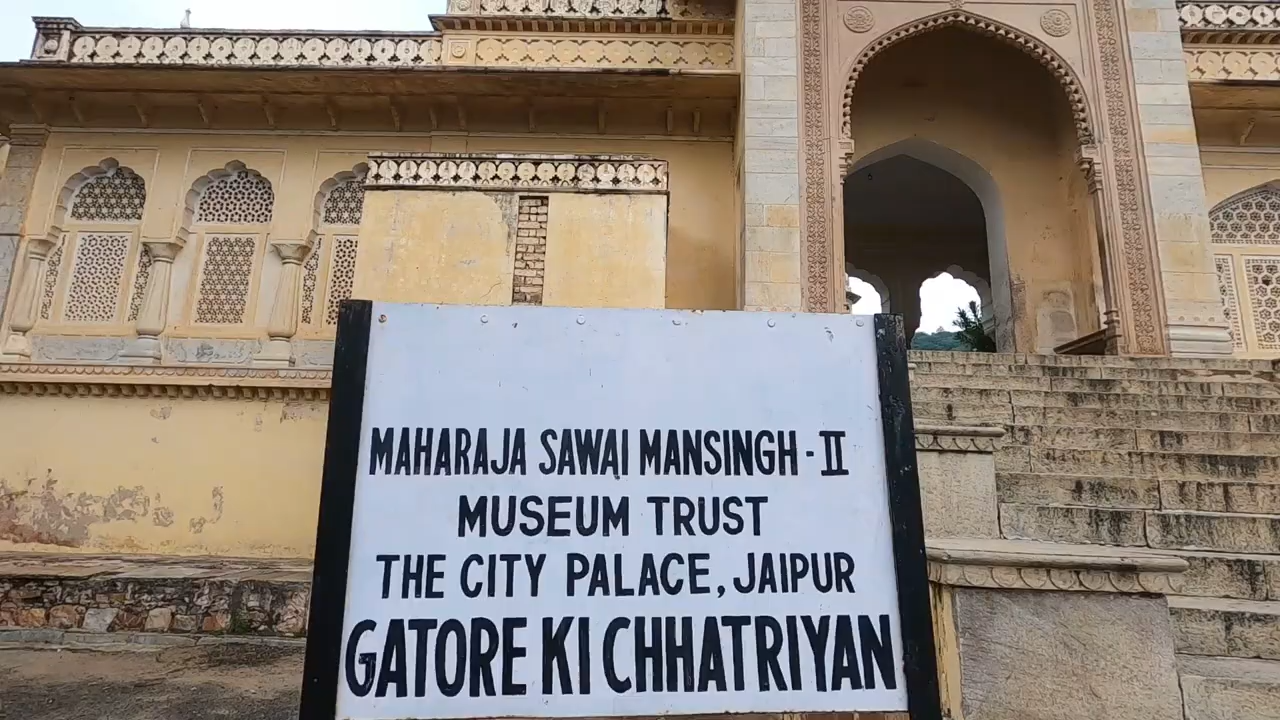 MAHARAJA SAWAI MANSINGH - II
MUSEUM TRUST
THE CITY PALACE, JAIPUR
GATORE KI CHHATRIYAN